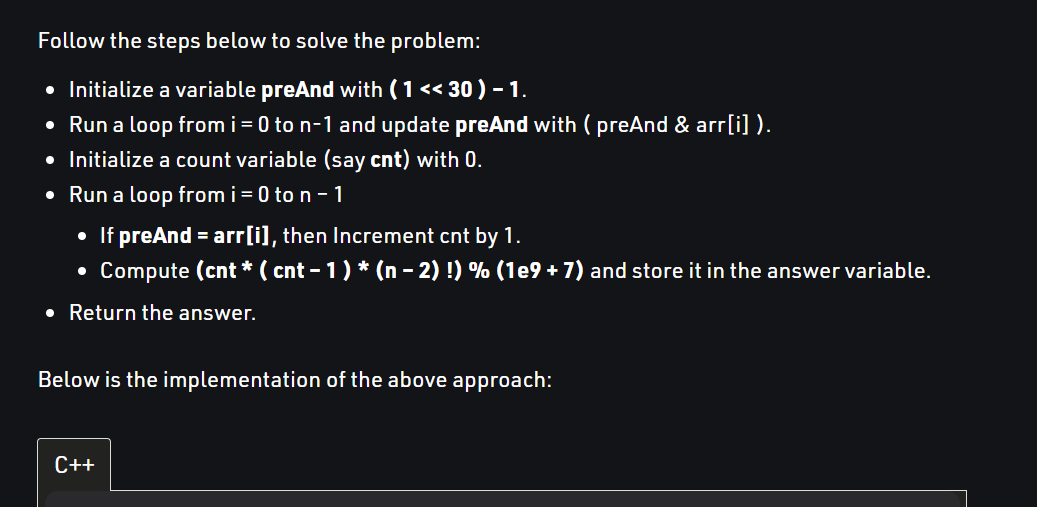 Follow the steps below to solve the problem:
• Initialize a variable preAnd with ( 1 << 30 ) – 1.
• Run a loop from i = 0 to n-1 and update preAnd with ( preAnd & arr[i] ).
• Initialize a count variable (say cnt) with 0.
• Run a loop from i = 0 to n – 1
• If preAnd = arr[i], then Increment cnt by 1.
• Compute (cnt * ( cnt – 1 ) * (n – 2) !) % (1e9 + 7) and store it in the answer variable.
• Return the answer.
Below is the implementation of the above approach:
C++